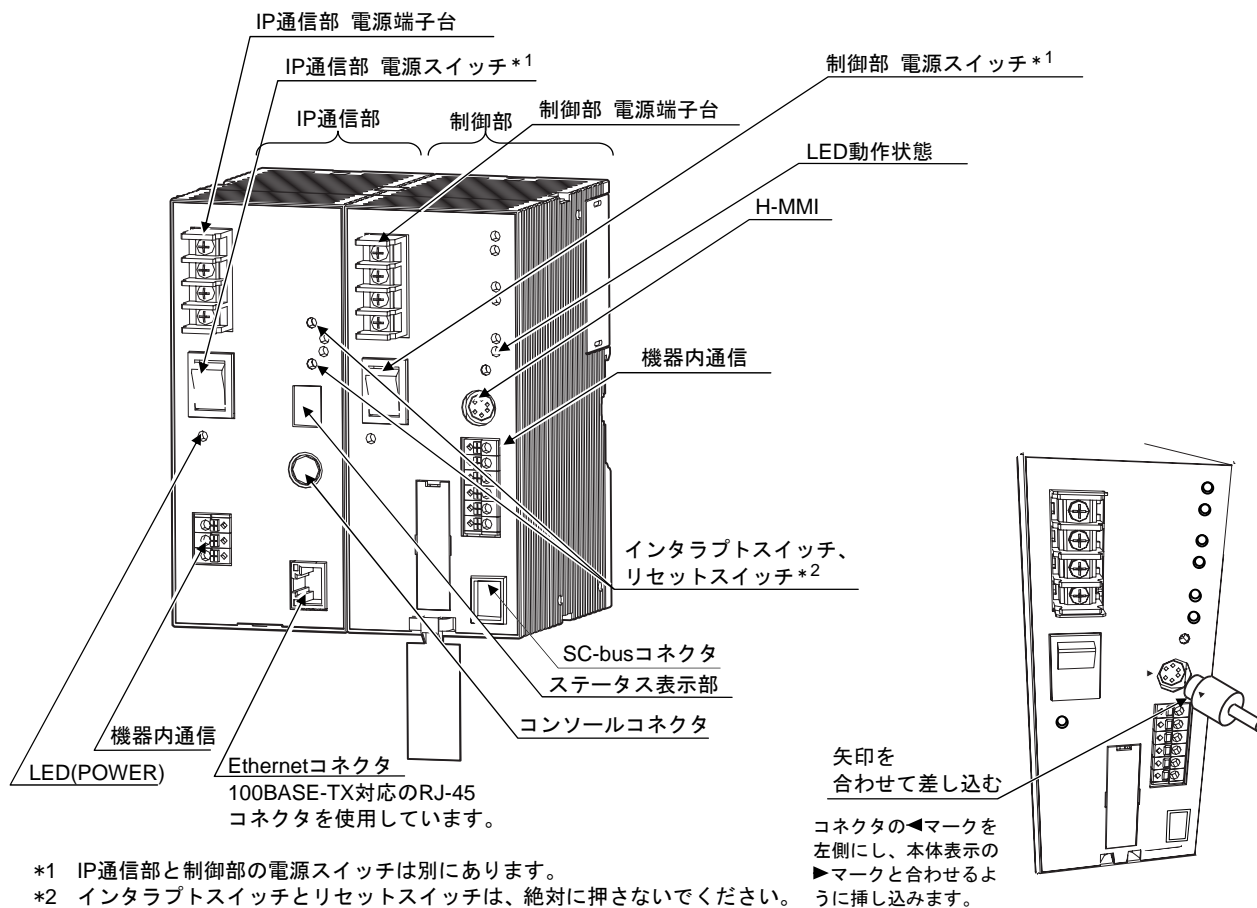 IP通信部 電源端子台
IP通信部 電源スイッチ*1
制御部 電源スイッチ*1
IP通信部
制御部
制御部 電源端子台
LED動作状態
H-MMI
機器内通信
インタラプトスイッチ、
リセットスイッチ*2
SC-busコネクタ
ステータス表示部
コンソールコネクタ
機器内通信
LED(POWER)
Ethernetコネクタ
100BASE-TX対応のRJ-45
コネクタを使用しています。
矢印を
合わせて差し込む
コネクタの◀マークを
左側にし、本体表示の
▶マークと合わせるよ
うに挿し込みます。
*1 IP通信部と制御部の電源スイッチは別にあります。
*2 インタラプトスイッチとリセットスイッチは、絶対に押さないでください。